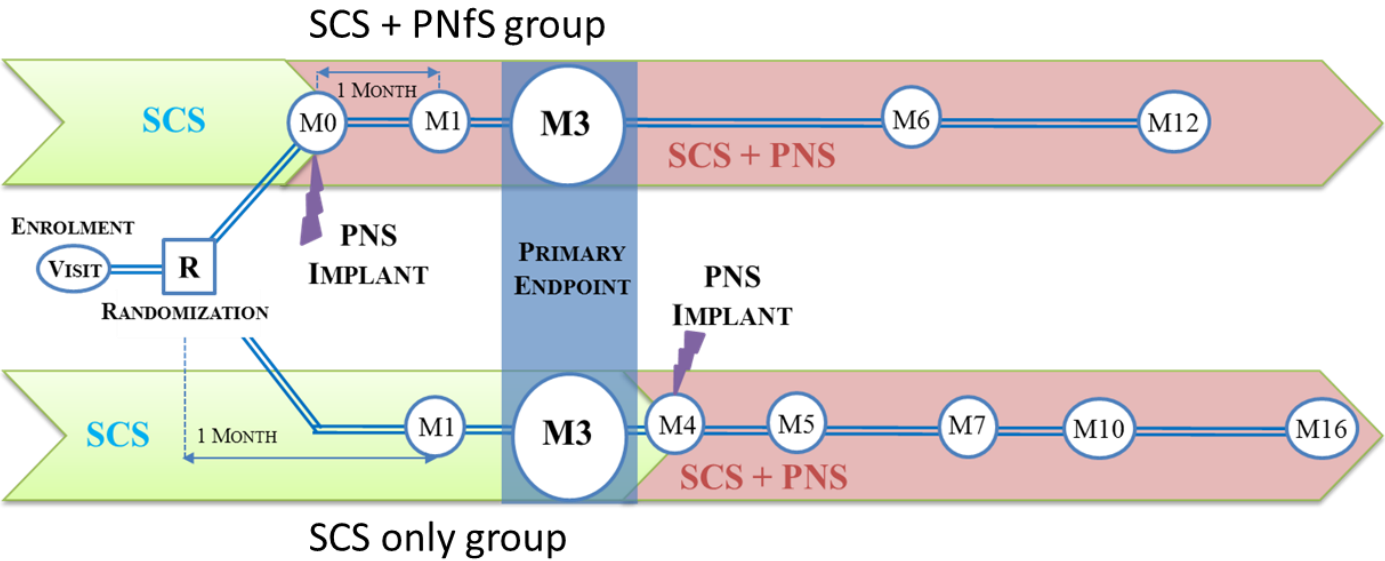 SCS + PNfS group
1 MONTH
SCS
M0
M1
M3
M6
M12
SCS + PNS
ENROLMENT
VISIT
R
RANDOMIZATION
PNS
IMPLANT
PRIMARY
ENDPOINT
PNS
IMPLANT
SCS
1 MONTH
M1
M3
M4
M5
M7
M10
M16
SCS + PNS
SCS only group